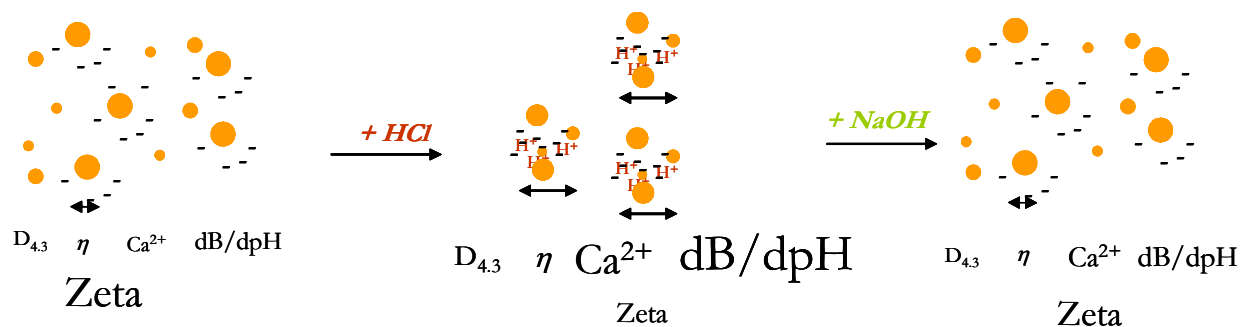 H⁺ H⁺
H⁺
+ HCl
+ NaOH
H⁺ H⁺
H⁺
H⁺ H⁺
H⁺
D₄.₃ η Ca²⁺ dB/dpH
Zeta
D₄.₃ η Ca²⁺ dB/dpH
Zeta
D₄.₃ η Ca²⁺ dB/dpH
Zeta